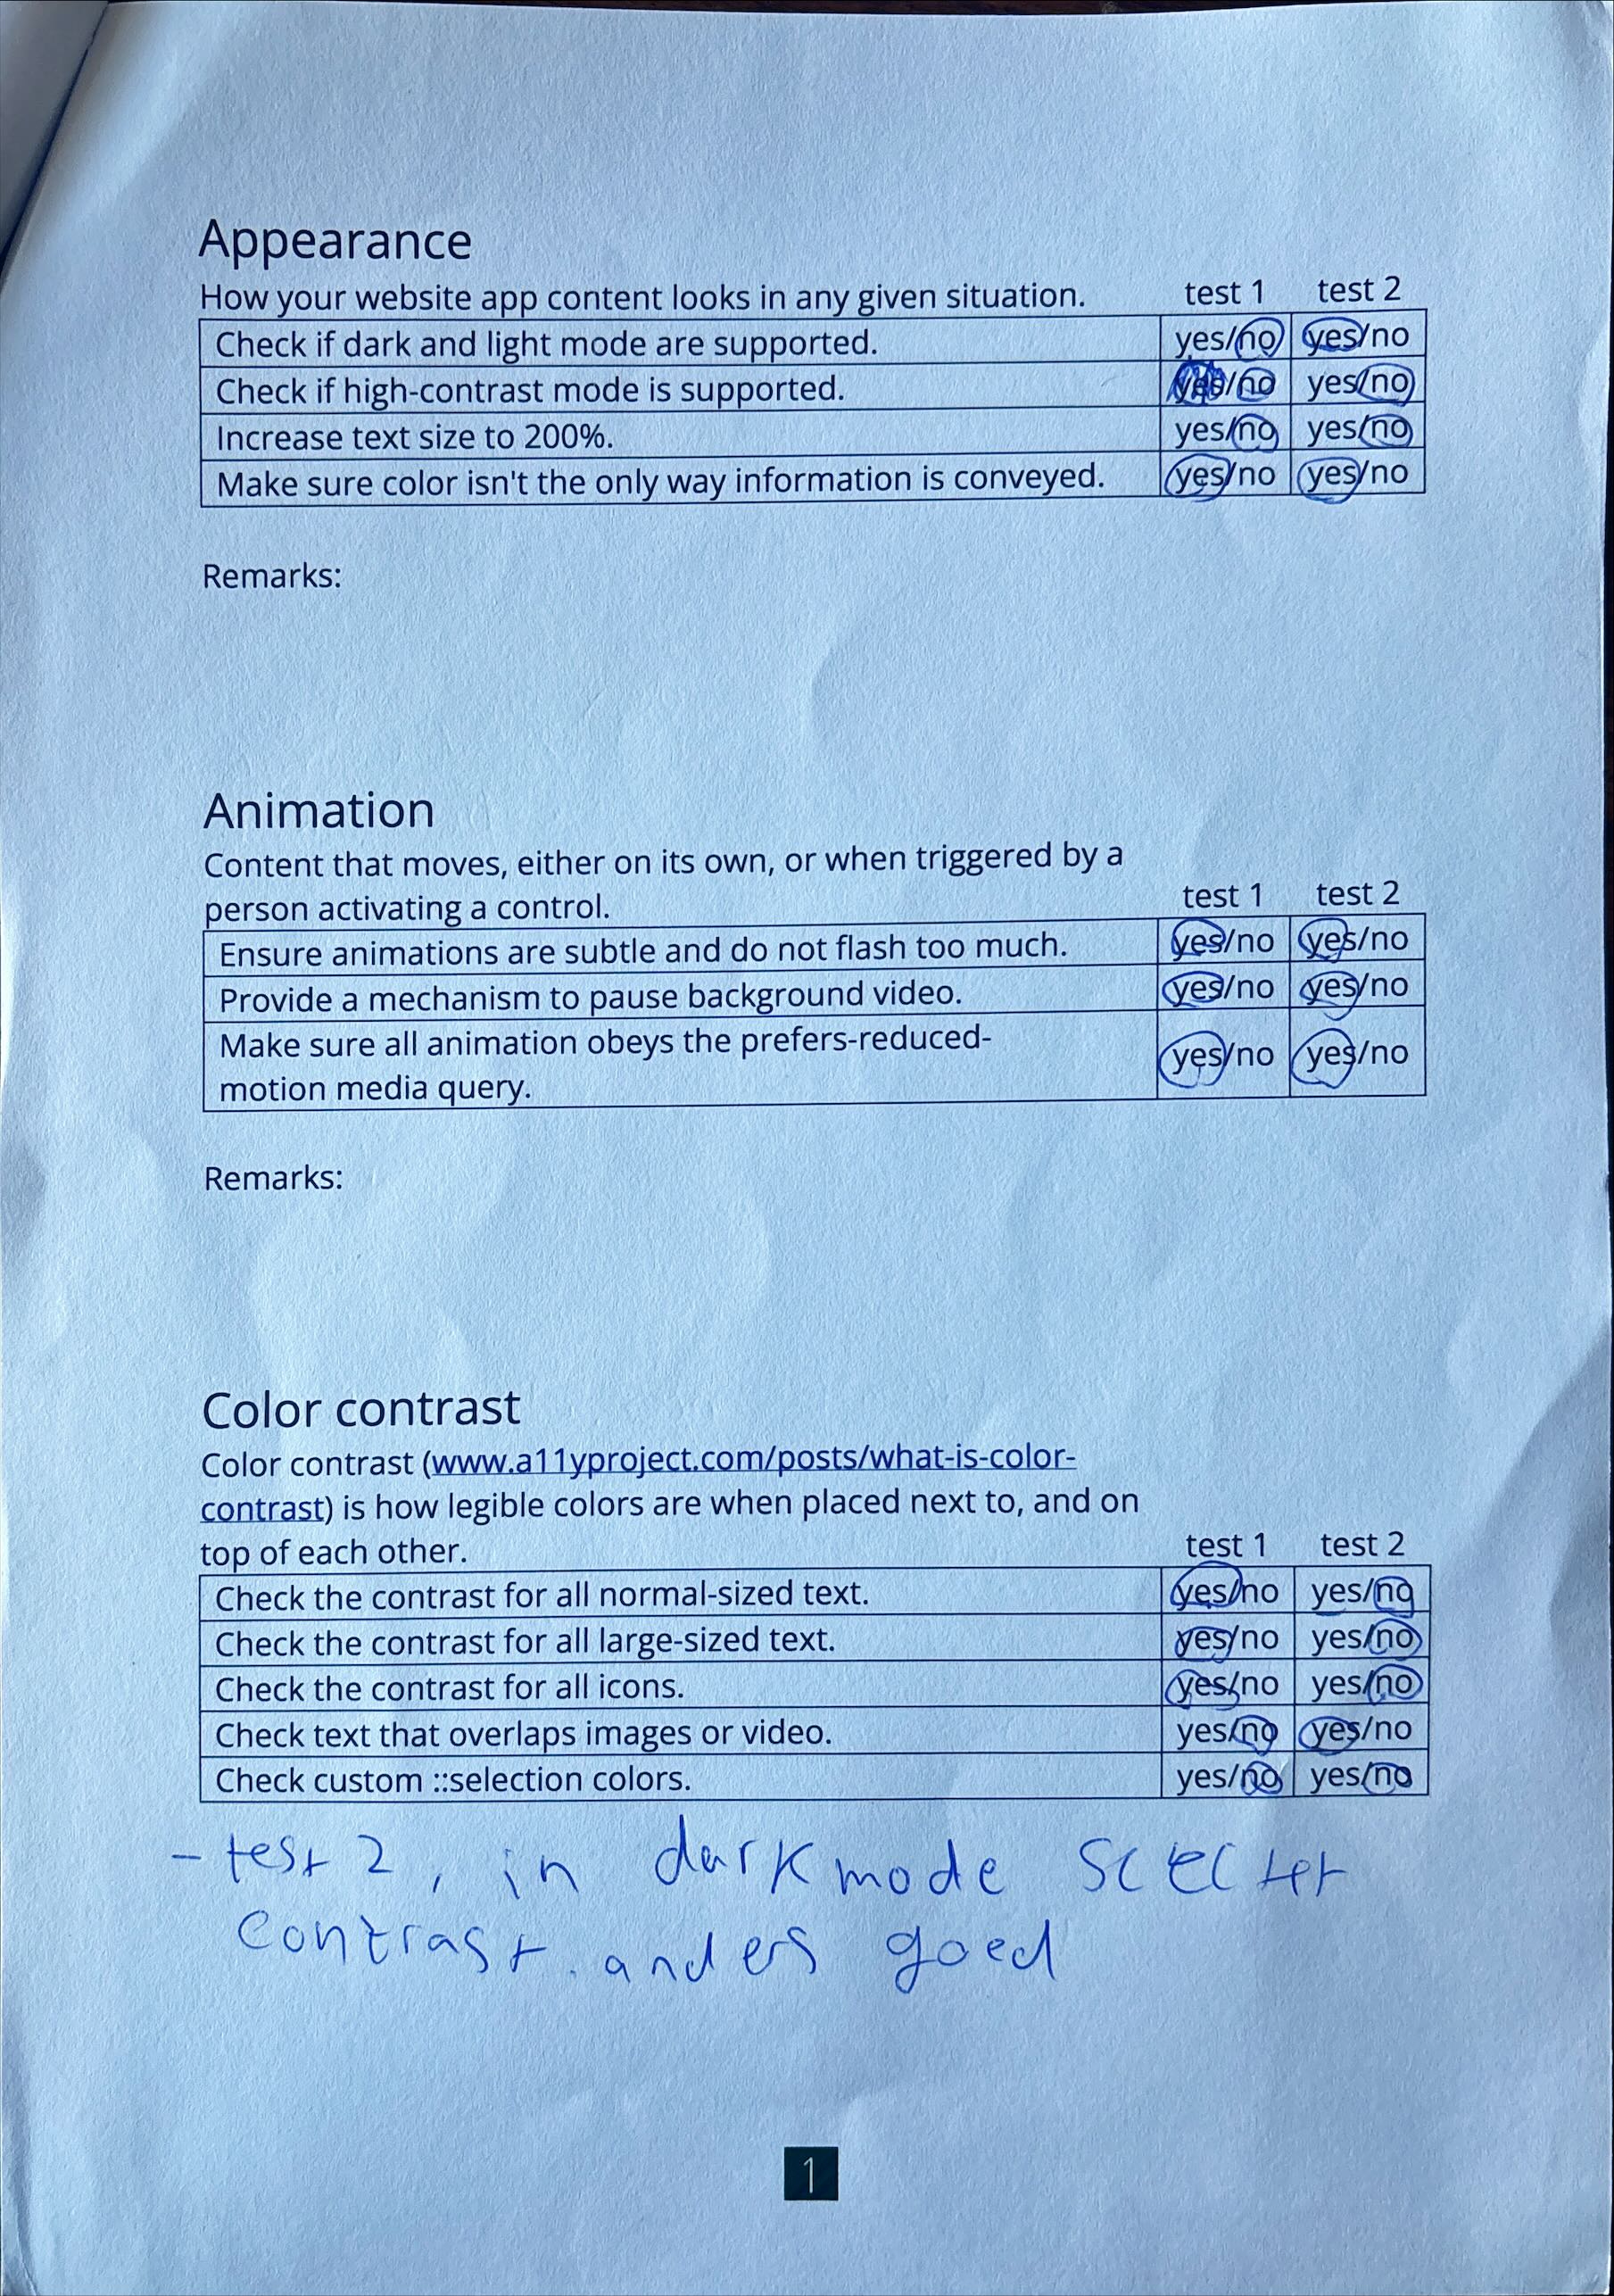 Appearance
How your website app content looks in any given situation. test 1 test 2
Check if dark and light mode are supported. yes/no yes/no
Check if high-contrast mode is supported. yes/no yes/no
Increase text size to 200%. yes/no yes/no
Make sure color isn't the only way information is conveyed. yes/no yes/no
Remarks:
Animation
Content that moves, either on its own, or when triggered by a
person activating a control. test 1 test 2
Ensure animations are subtle and do not flash too much. yes/no yes/no
Provide a mechanism to pause background video. yes/no yes/no
Make sure all animation obeys the prefers-reduced-
motion media query. yes/no yes/no
Remarks:
Color contrast
Color contrast (www.a11yproject.com/posts/what-is-color-
contrast) is how legible colors are when placed next to, and on
top of each other. test 1 test 2
Check the contrast for all normal-sized text. yes/no yes/no
Check the contrast for all large-sized text. yes/no yes/no
Check the contrast for all icons. yes/no yes/no
Check text that overlaps images or video. yes/no yes/no
Check custom ::selection colors. yes/no yes/no
- test 2, in darkmode
contrast. anders goed
1